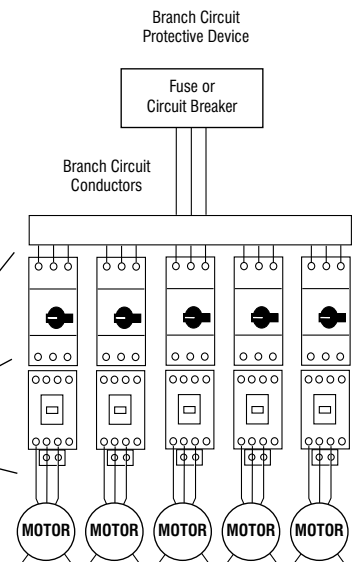 Branch Circuit
Protective Device
Fuse or
Circuit Breaker
Branch Circuit
Conductors
MOTOR MOTOR MOTOR MOTOR MOTOR